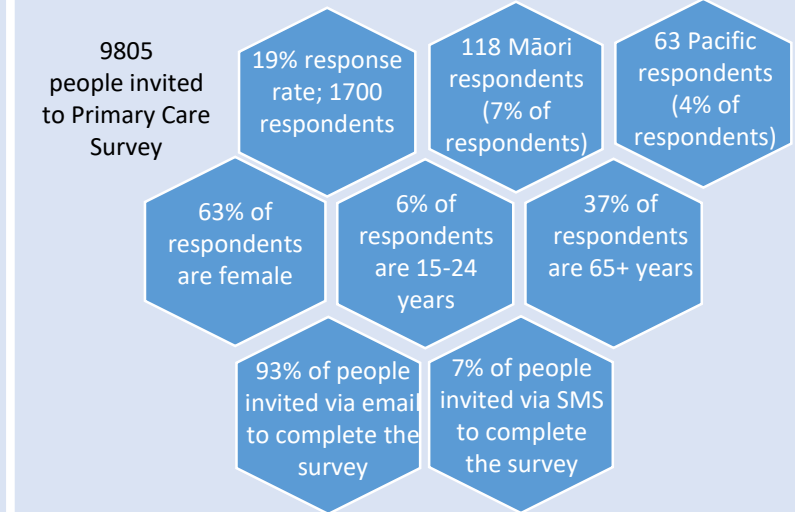 9805
people invited
to Primary Care
Survey
19% response
rate; 1700
respondents
118 Māori
respondents
(7% of
respondents)
63 Pacific
respondents
(4% of
respondents)
63% of
respondents
are female
6% of
respondents
are 15-24
years
37% of
respondents
are 65+ years
93% of people
invited via email
to complete the
survey
7% of people
invited via SMS
to complete
the survey